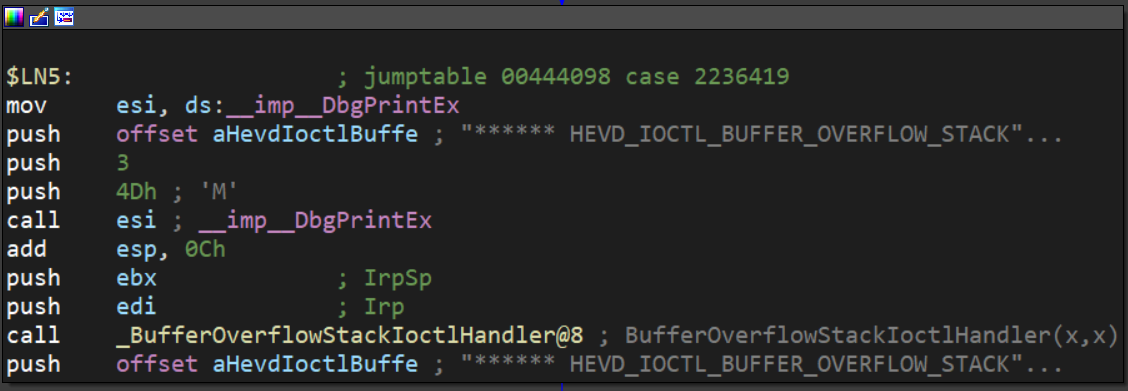 $LN5: ; jumptable 00444098 case 2236419
mov esi, ds:__imp__DbgPrintEx
push offset aHevdIoctlBuffe ; "****** HEVD_IOCTL_BUFFER_OVERFLOW_STACK"...
push 3
push 4Dh ; 'M'
call esi ; __imp__DbgPrintEx
add esp, 0Ch
push ebx ; IrpSp
push edi ; Irp
call _BufferOverflowStackIoctlHandler@8 ; BufferOverflowStackIoctlHandler(x,x)
push offset aHevdIoctlBuffe ; "****** HEVD_IOCTL_BUFFER_OVERFLOW_STACK"...